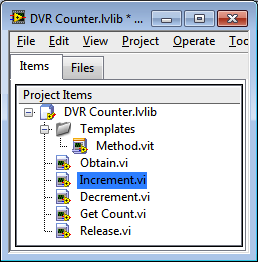 DVR Counter.lvlib * ...
File Edit View Project Operate Too
Items Files
Project Items
DVR Counter.lvlib
Templates
Method.vit
Obtain.vi
Increment.vi
Decrement.vi
Get Count.vi
Release.vi